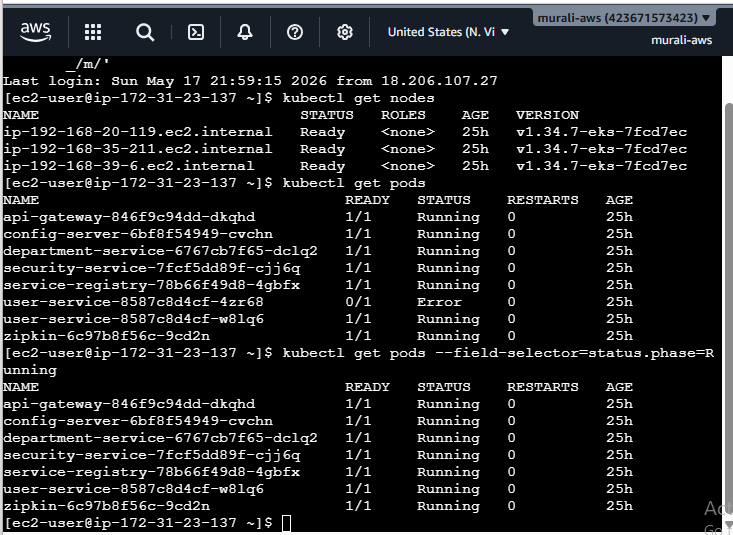 aws
United States (N. Vi
murali-aws (423671573423)
murali-aws
_/m/'
Last login: Sun May 17 21:59:15 2026 from 18.206.107.27
[ec2-user@ip-172-31-23-137 ~]$ kubectl get nodes
NAME STATUS ROLES AGE VERSION
ip-192-168-20-119.ec2.internal Ready <none> 25h v1.34.7-eks-7fcd7ec
ip-192-168-35-211.ec2.internal Ready <none> 25h v1.34.7-eks-7fcd7ec
ip-192-168-39-6.ec2.internal Ready <none> 25h v1.34.7-eks-7fcd7ec
[ec2-user@ip-172-31-23-137 ~]$ kubectl get pods
NAME READY STATUS RESTARTS AGE
api-gateway-846f9c94dd-dkqhd 1/1 Running 0 25h
config-server-6bf8f54949-cvchn 1/1 Running 0 25h
department-service-6767cb7f65-dclq2 1/1 Running 0 25h
security-service-7fcf5dd89f-cjj6q 1/1 Running 0 25h
service-registry-78b66f49d8-4gbfx 1/1 Running 0 25h
user-service-8587c8d4cf-4zr68 0/1 Error 0 25h
user-service-8587c8d4cf-w8lq6 1/1 Running 0 25h
zipkin-6c97b8f56c-9cd2n 1/1 Running 0 25h
[ec2-user@ip-172-31-23-137 ~]$ kubectl get pods --field-selector=status.phase=R
unning
NAME READY STATUS RESTARTS AGE
api-gateway-846f9c94dd-dkqhd 1/1 Running 0 25h
config-server-6bf8f54949-cvchn 1/1 Running 0 25h
department-service-6767cb7f65-dclq2 1/1 Running 0 25h
security-service-7fcf5dd89f-cjj6q 1/1 Running 0 25h
service-registry-78b66f49d8-4gbfx 1/1 Running 0 25h
user-service-8587c8d4cf-w8lq6 1/1 Running 0 25h
zipkin-6c97b8f56c-9cd2n 1/1 Running 0 25h
[ec2-user@ip-172-31-23-137 ~]$